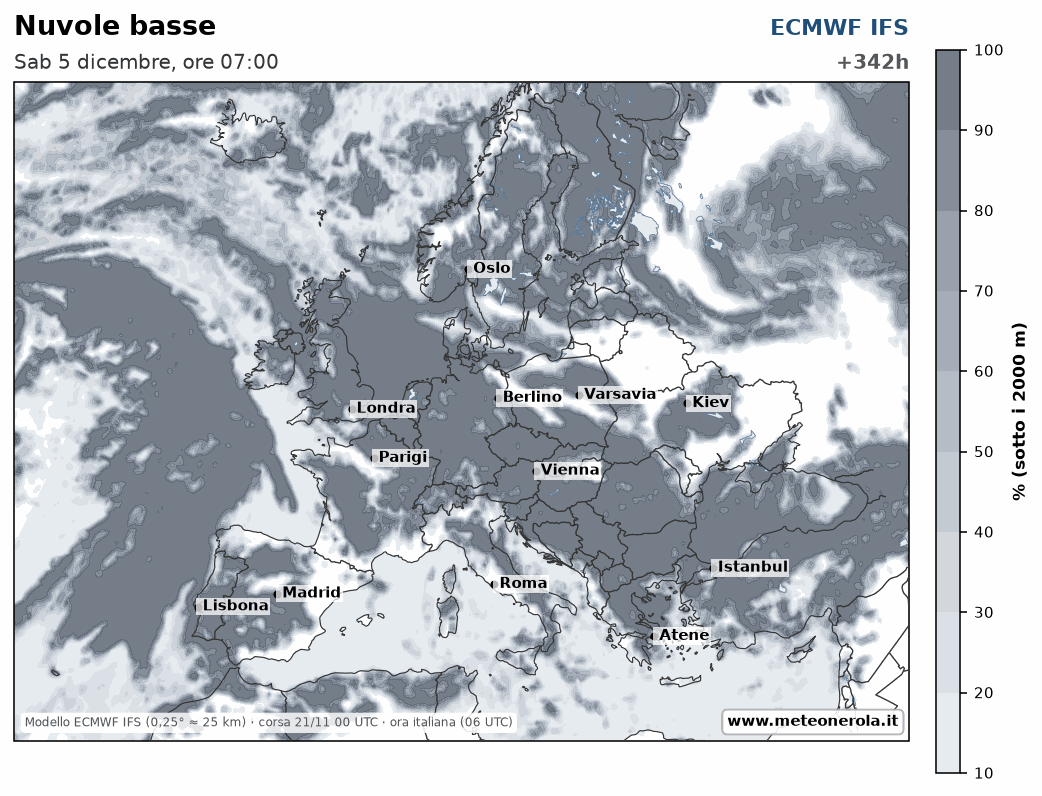 Nuvole basse
ECMWF IFS
Sab 5 dicembre, ore 07:00
+342h
100
90
80
70
60
50
40
30
20
10
% (sotto i 2000 m)
Oslo
Berlino
Varsavia
Kiev
Londra
Parigi
Vienna
Istanbul
Roma
Madrid
Lisbona
Atene
Modello ECMWF IFS (0,25° ≈ 25 km) · corsa 21/11 00 UTC · ora italiana (06 UTC)
www.meteonerola.it